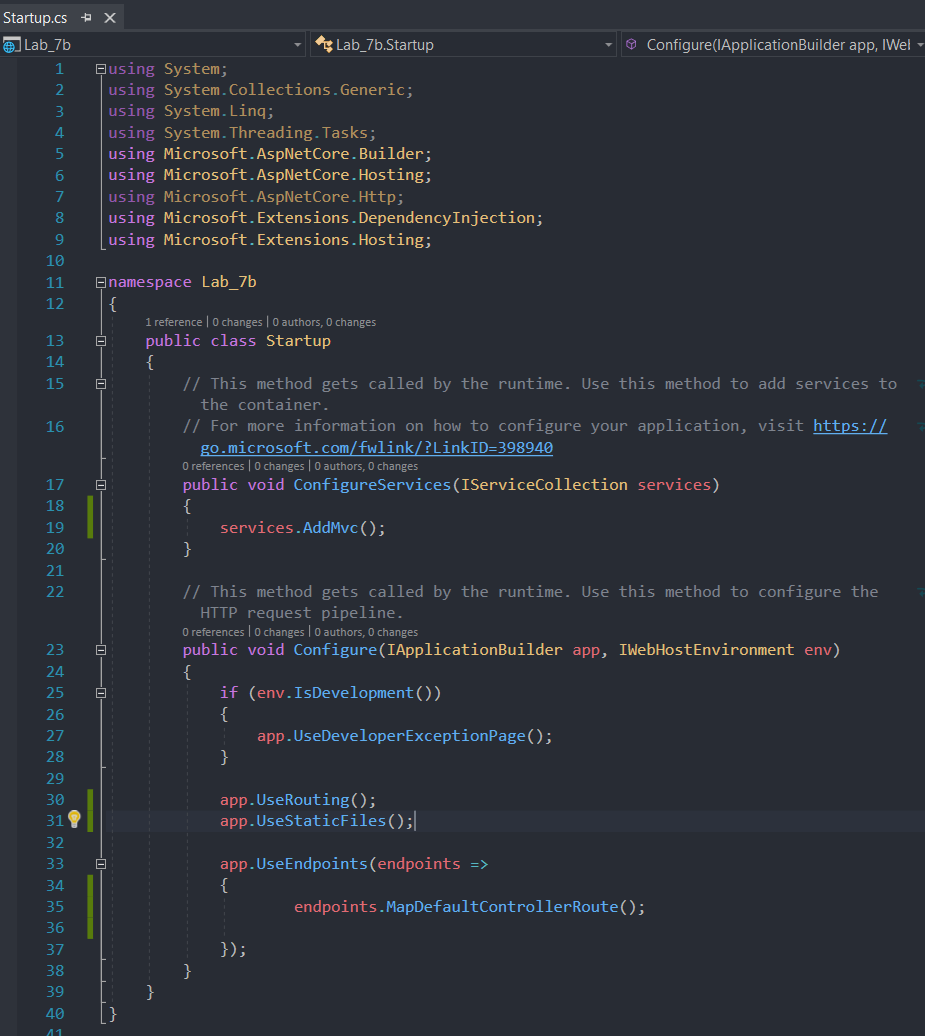 Startup.cs
Lab_7b Lab_7b.Startup Configure(IApplicationBuilder app, IWel
1 using System;
2 using System.Collections.Generic;
3 using System.Linq;
4 using System.Threading.Tasks;
5 using Microsoft.AspNetCore.Builder;
6 using Microsoft.AspNetCore.Hosting;
7 using Microsoft.AspNetCore.Http;
8 using Microsoft.Extensions.DependencyInjection;
9 using Microsoft.Extensions.Hosting;
10
11 namespace Lab_7b
12 {
1 reference | 0 changes | 0 authors, 0 changes
13 public class Startup
14 {
15 // This method gets called by the runtime. Use this method to add services to
the container.
16 // For more information on how to configure your application, visit https://
go.microsoft.com/fwlink/?LinkID=398940
0 references | 0 changes | 0 authors, 0 changes
17 public void ConfigureServices(IServiceCollection services)
18 {
19 services.AddMvc();
20 }
21
22 // This method gets called by the runtime. Use this method to configure the
HTTP request pipeline.
0 references | 0 changes | 0 authors, 0 changes
23 public void Configure(IApplicationBuilder app, IWebHostEnvironment env)
24 {
25 if (env.IsDevelopment())
26 {
27 app.UseDeveloperExceptionPage();
28 }
29
30 app.UseRouting();
31 app.UseStaticFiles();
32
33 app.UseEndpoints(endpoints =>
34 {
35 endpoints.MapDefaultControllerRoute();
36
37 });
38 }
39 }
40 }
41